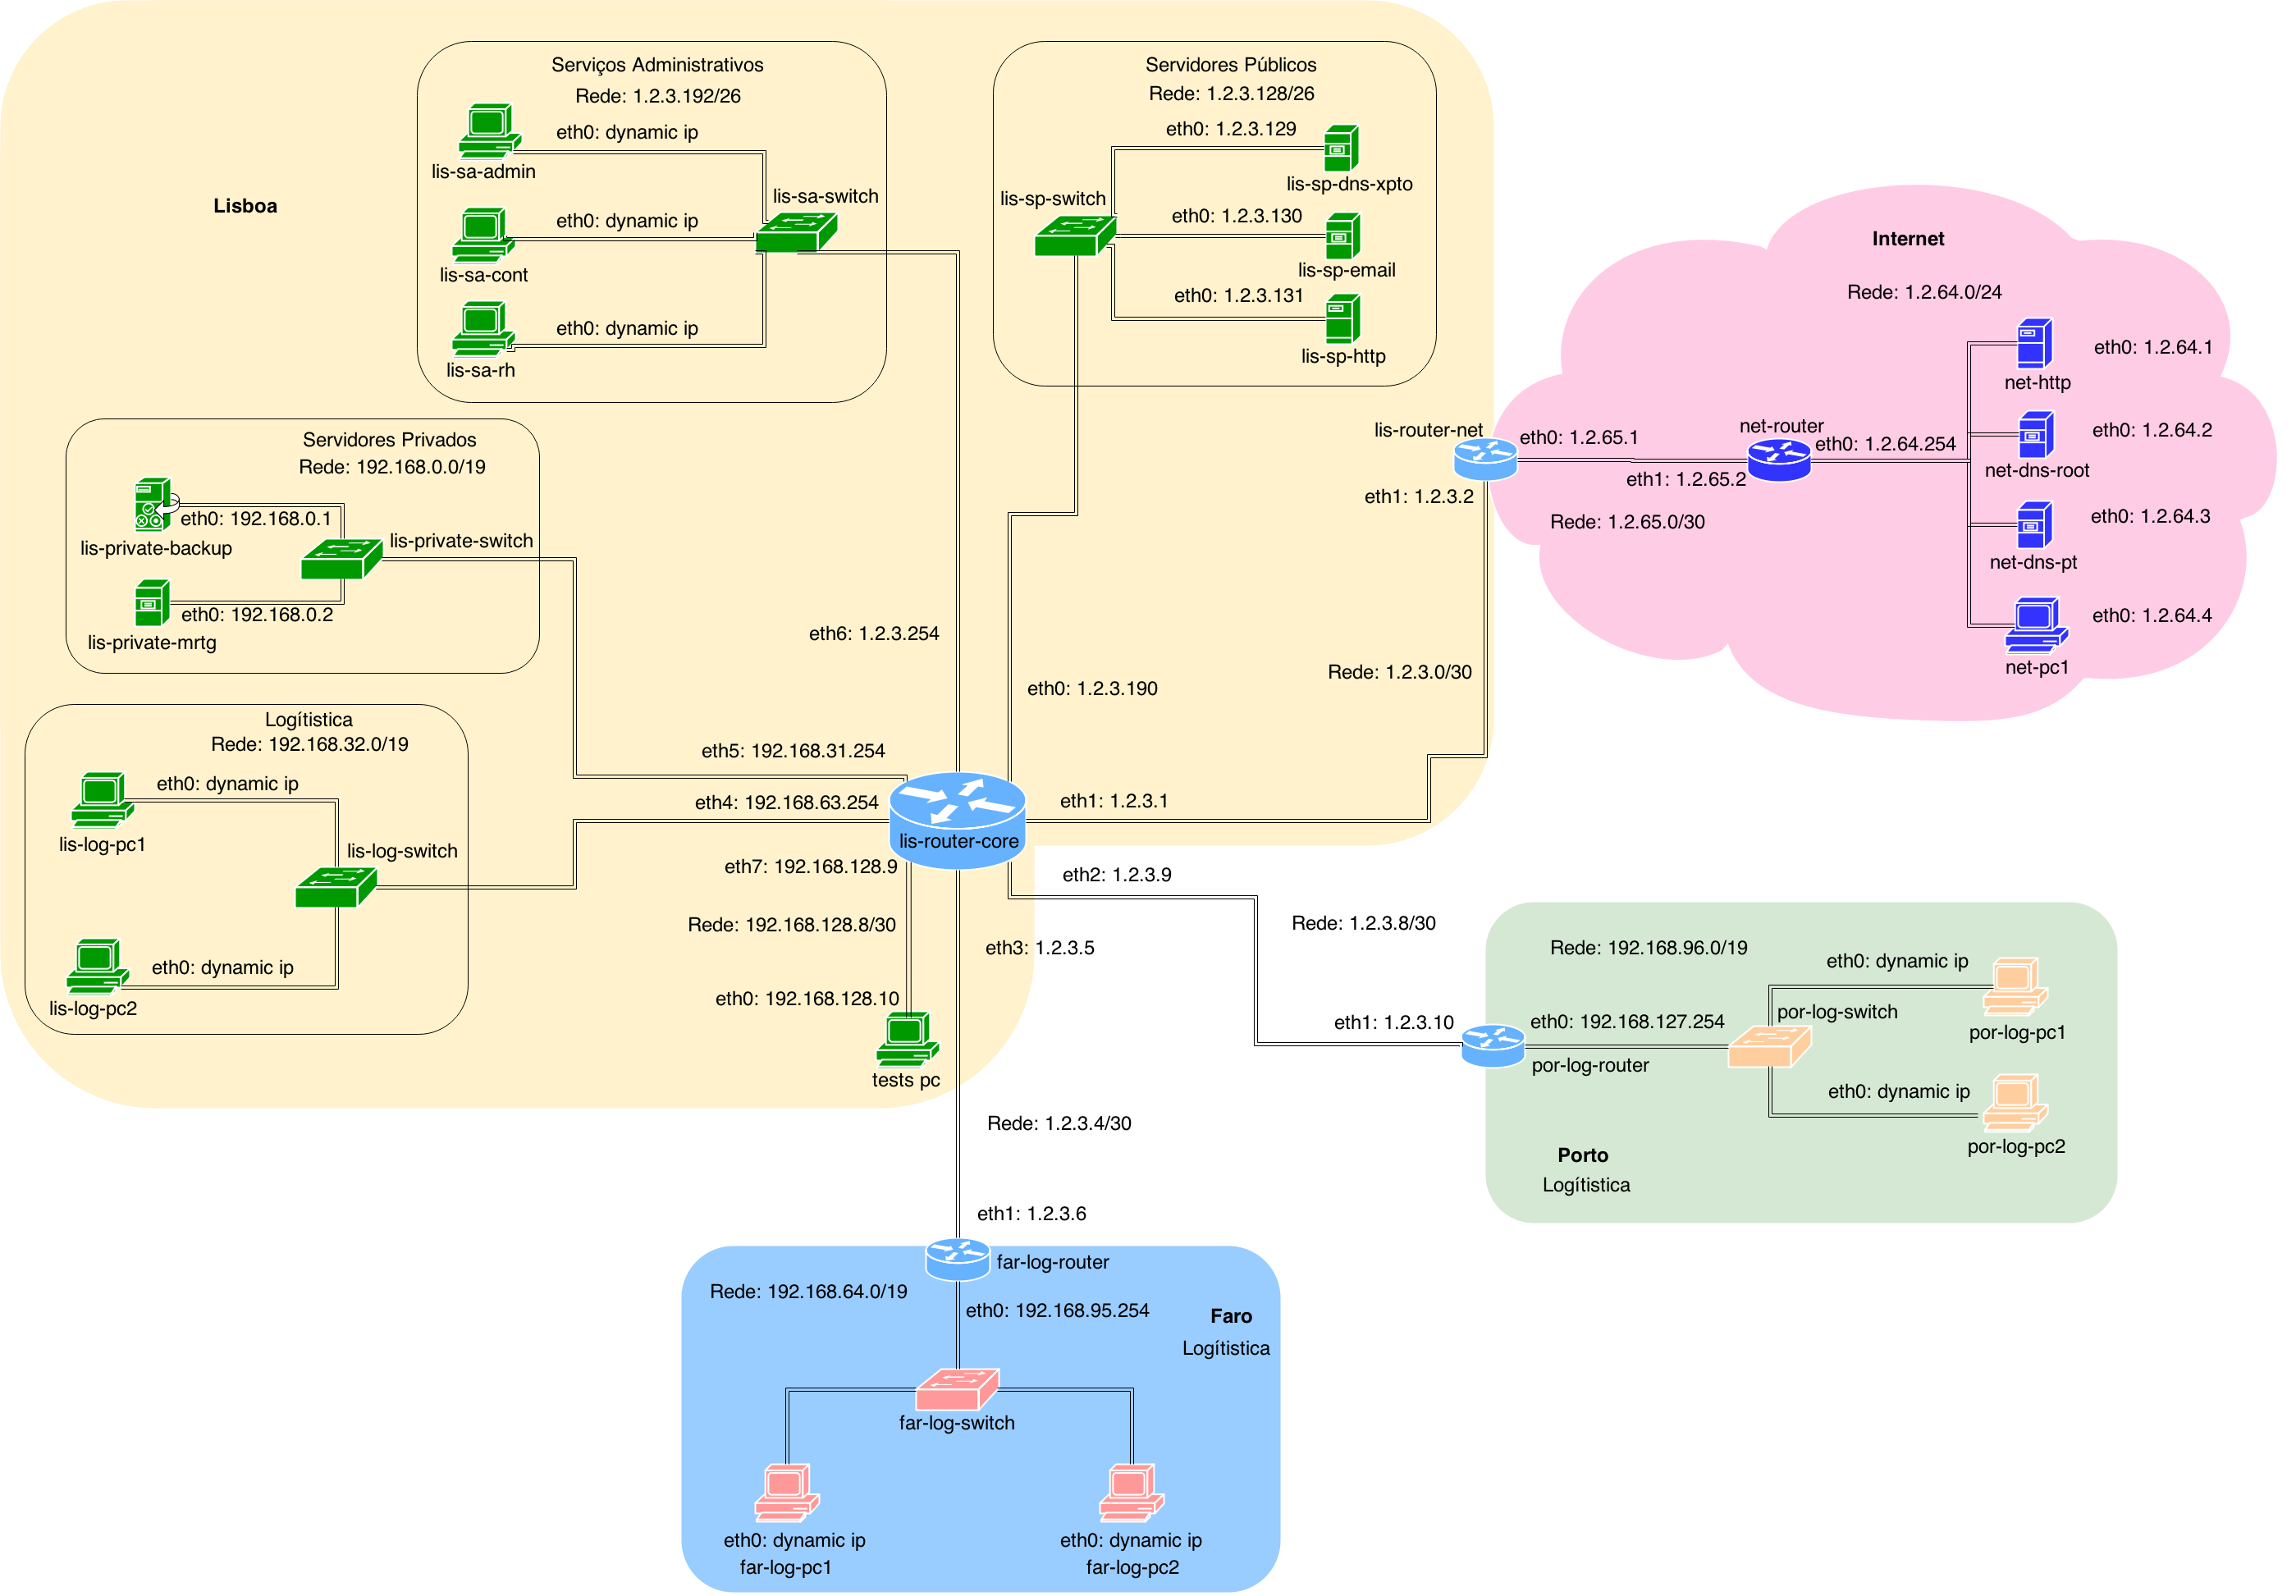 Lisboa
Serviços Administrativos
Rede: 1.2.3.192/26
eth0: dynamic ip
lis-sa-admin
lis-sa-switch
eth0: dynamic ip
lis-sa-cont
eth0: dynamic ip
lis-sa-rh
Servidores Públicos
Rede: 1.2.3.128/26
eth0: 1.2.3.129
lis-sp-dns-xpto
lis-sp-switch
eth0: 1.2.3.130
lis-sp-email
eth0: 1.2.3.131
lis-sp-http
Servidores Privados
Rede: 192.168.0.0/19
eth0: 192.168.0.1
lis-private-backup
lis-private-switch
eth0: 192.168.0.2
lis-private-mrtg
Logítistica
Rede: 192.168.32.0/19
eth0: dynamic ip
lis-log-pc1
lis-log-switch
eth0: dynamic ip
lis-log-pc2
eth6: 1.2.3.254
eth0: 1.2.3.190
eth5: 192.168.31.254
eth4: 192.168.63.254
eth1: 1.2.3.1
lis-router-core
eth7: 192.168.128.9
eth2: 1.2.3.9
Rede: 192.168.128.8/30
eth3: 1.2.3.5
eth0: 192.168.128.10
tests pc
lis-router-net
eth1: 1.2.3.2
Rede: 1.2.3.0/30
Internet
Rede: 1.2.64.0/24
eth0: 1.2.65.1
net-router
eth0: 1.2.64.254
eth1: 1.2.65.2
Rede: 1.2.65.0/30
eth0: 1.2.64.1
net-http
eth0: 1.2.64.2
net-dns-root
eth0: 1.2.64.3
net-dns-pt
eth0: 1.2.64.4
net-pc1
Rede: 1.2.3.8/30
eth1: 1.2.3.10
Rede: 192.168.96.0/19
eth0: 192.168.127.254
por-log-router
por-log-switch
eth0: dynamic ip
por-log-pc1
eth0: dynamic ip
por-log-pc2
Porto
Logítistica
Rede: 1.2.3.4/30
eth1: 1.2.3.6
far-log-router
Rede: 192.168.64.0/19
eth0: 192.168.95.254
Faro
Logítistica
far-log-switch
eth0: dynamic ip
far-log-pc1
eth0: dynamic ip
far-log-pc2